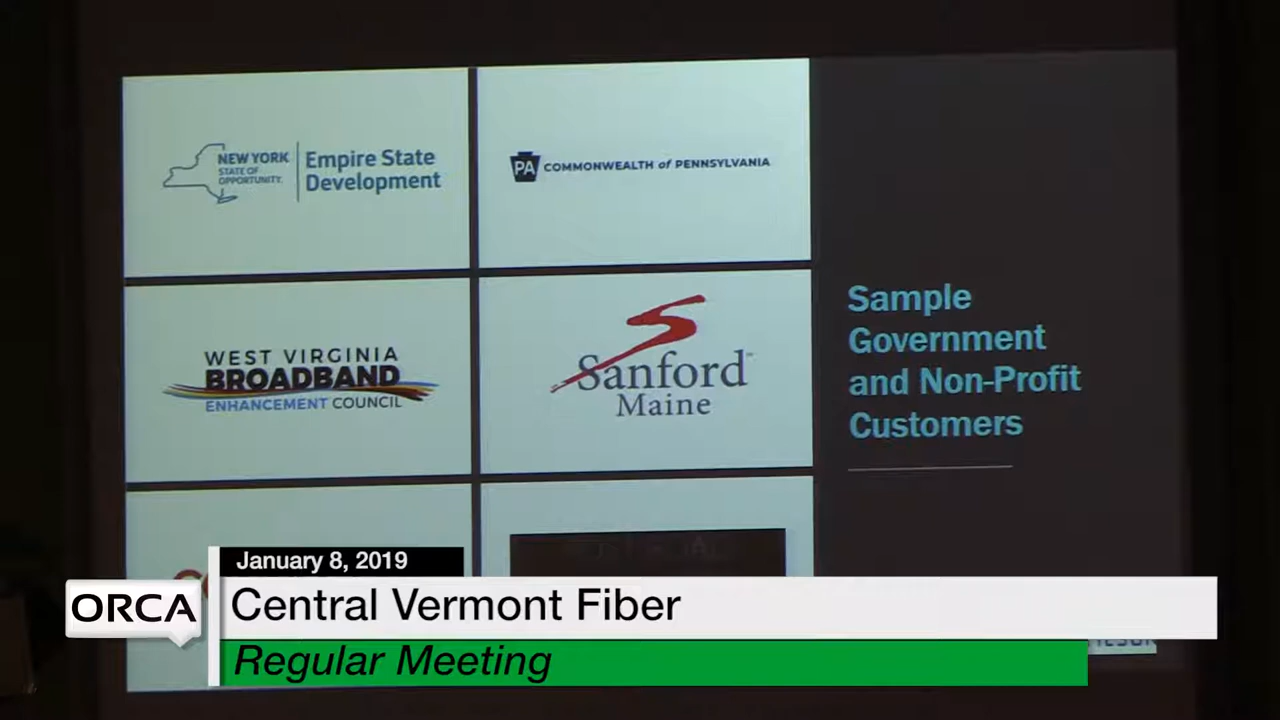 NEW YORK
STATE OF
OPPORTUNITY.
Empire State
Development
PA COMMONWEALTH of PENNSYLVANIA
WEST VIRGINIA
BROADBAND
ENHANCEMENT COUNCIL
Sanford
Maine
Sample
Government
and Non-Profit
Customers
January 8, 2019
ORCA
Central Vermont Fiber
Regular Meeting